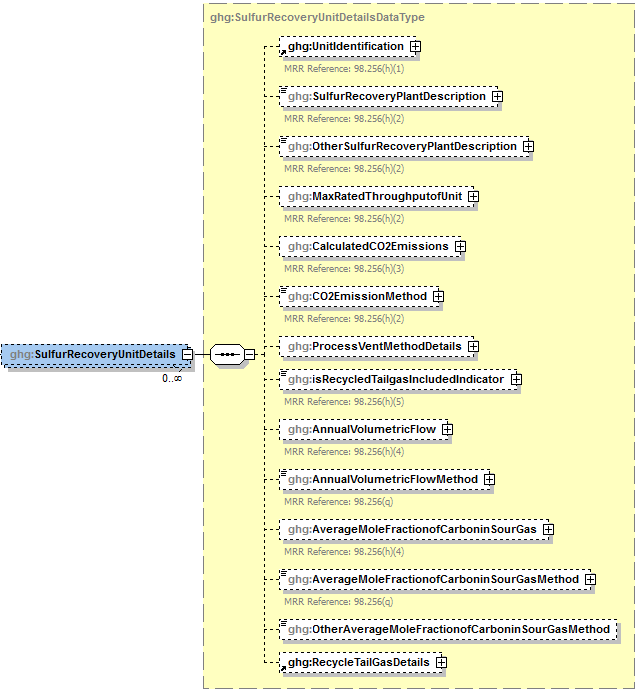 ghg:SulfurRecoveryUnitDetailsDataType
ghg:UnitIdentification
MRR Reference: 98.256(h)(1)
ghg:SulfurRecoveryPlantDescription
MRR Reference: 98.256(h)(2)
ghg:OtherSulfurRecoveryPlantDescription
MRR Reference: 98.256(h)(2)
ghg:MaxRatedThroughputofUnit
MRR Reference: 98.256(h)(2)
ghg:CalculatedCO2Emissions
MRR Reference: 98.256(h)(3)
ghg:CO2EmissionMethod
MRR Reference: 98.256(h)(2)
ghg:SulfurRecoveryUnitDetails
0..∞
ghg:ProcessVentMethodDetails
ghg:isRecycledTailgasIncludedIndicator
MRR Reference: 98.256(h)(5)
ghg:AnnualVolumetricFlow
MRR Reference: 98.256(h)(4)
ghg:AnnualVolumetricFlowMethod
MRR Reference: 98.256(q)
ghg:AverageMoleFractionofCarboninSourGas
MRR Reference: 98.256(h)(4)
ghg:AverageMoleFractionofCarboninSourGasMethod
MRR Reference: 98.256(q)
ghg:OtherAverageMoleFractionofCarboninSourGasMethod
ghg:RecycleTailGasDetails